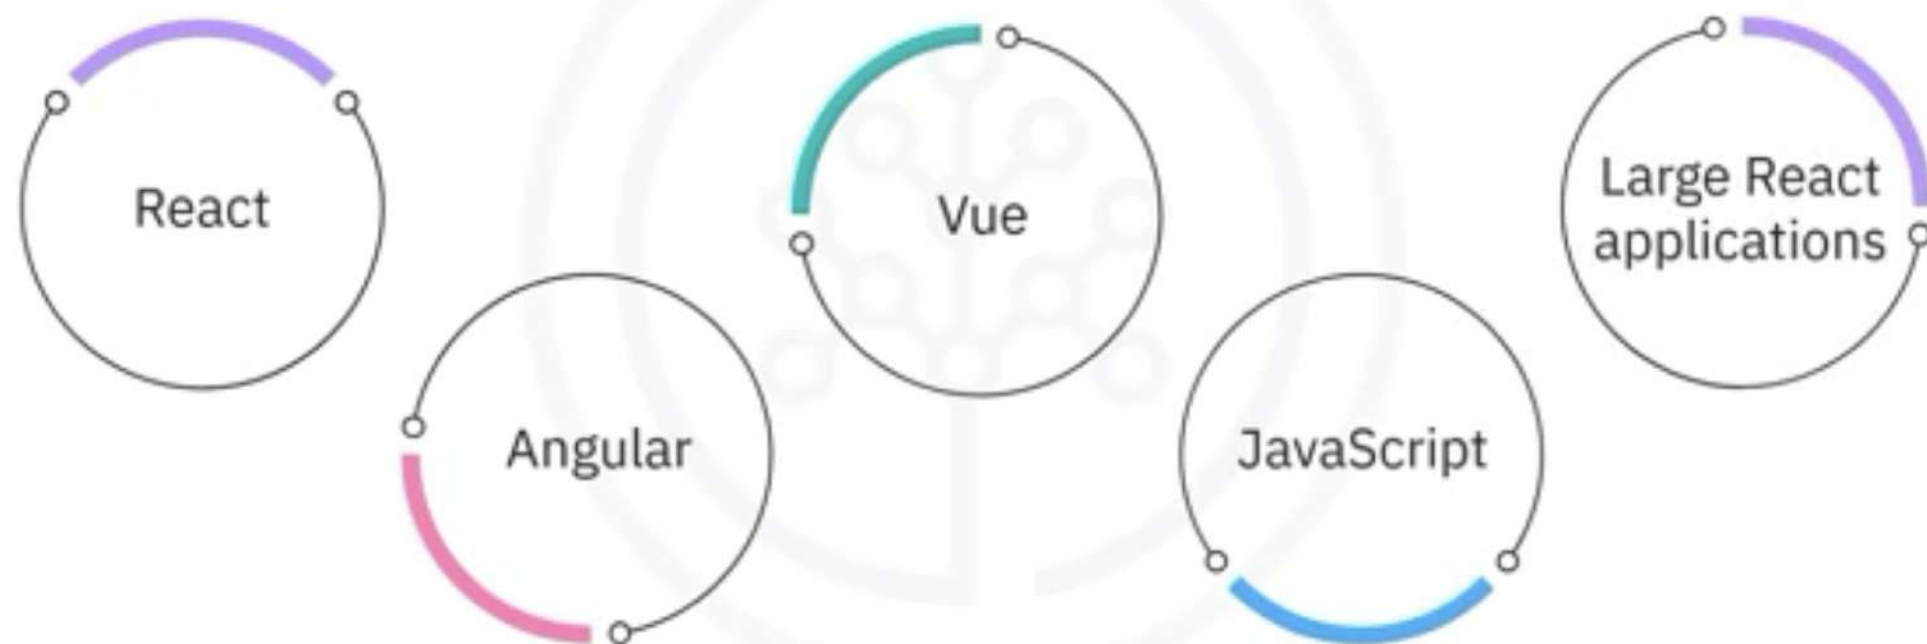 React
Angular
Vue
JavaScript
Large React
applications